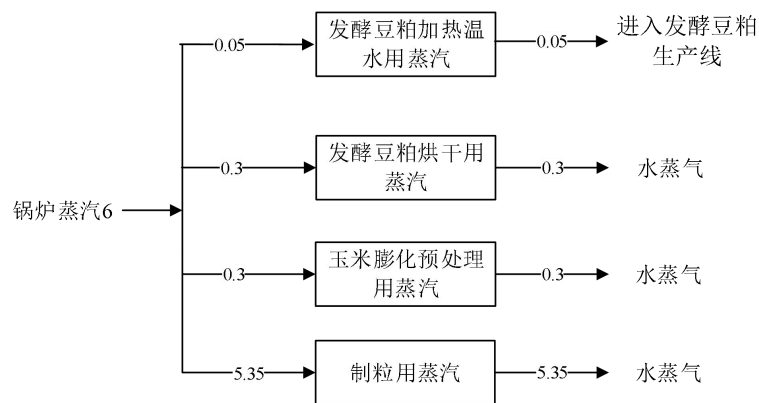 0.05
发酵豆粕加热温
水用蒸汽
0.05
进入发酵豆粕
生产线
0.3
发酵豆粕烘干用
蒸汽
0.3
水蒸气
锅炉蒸汽6
0.3
玉米膨化预处理
用蒸汽
0.3
水蒸气
5.35
制粒用蒸汽
5.35
水蒸气